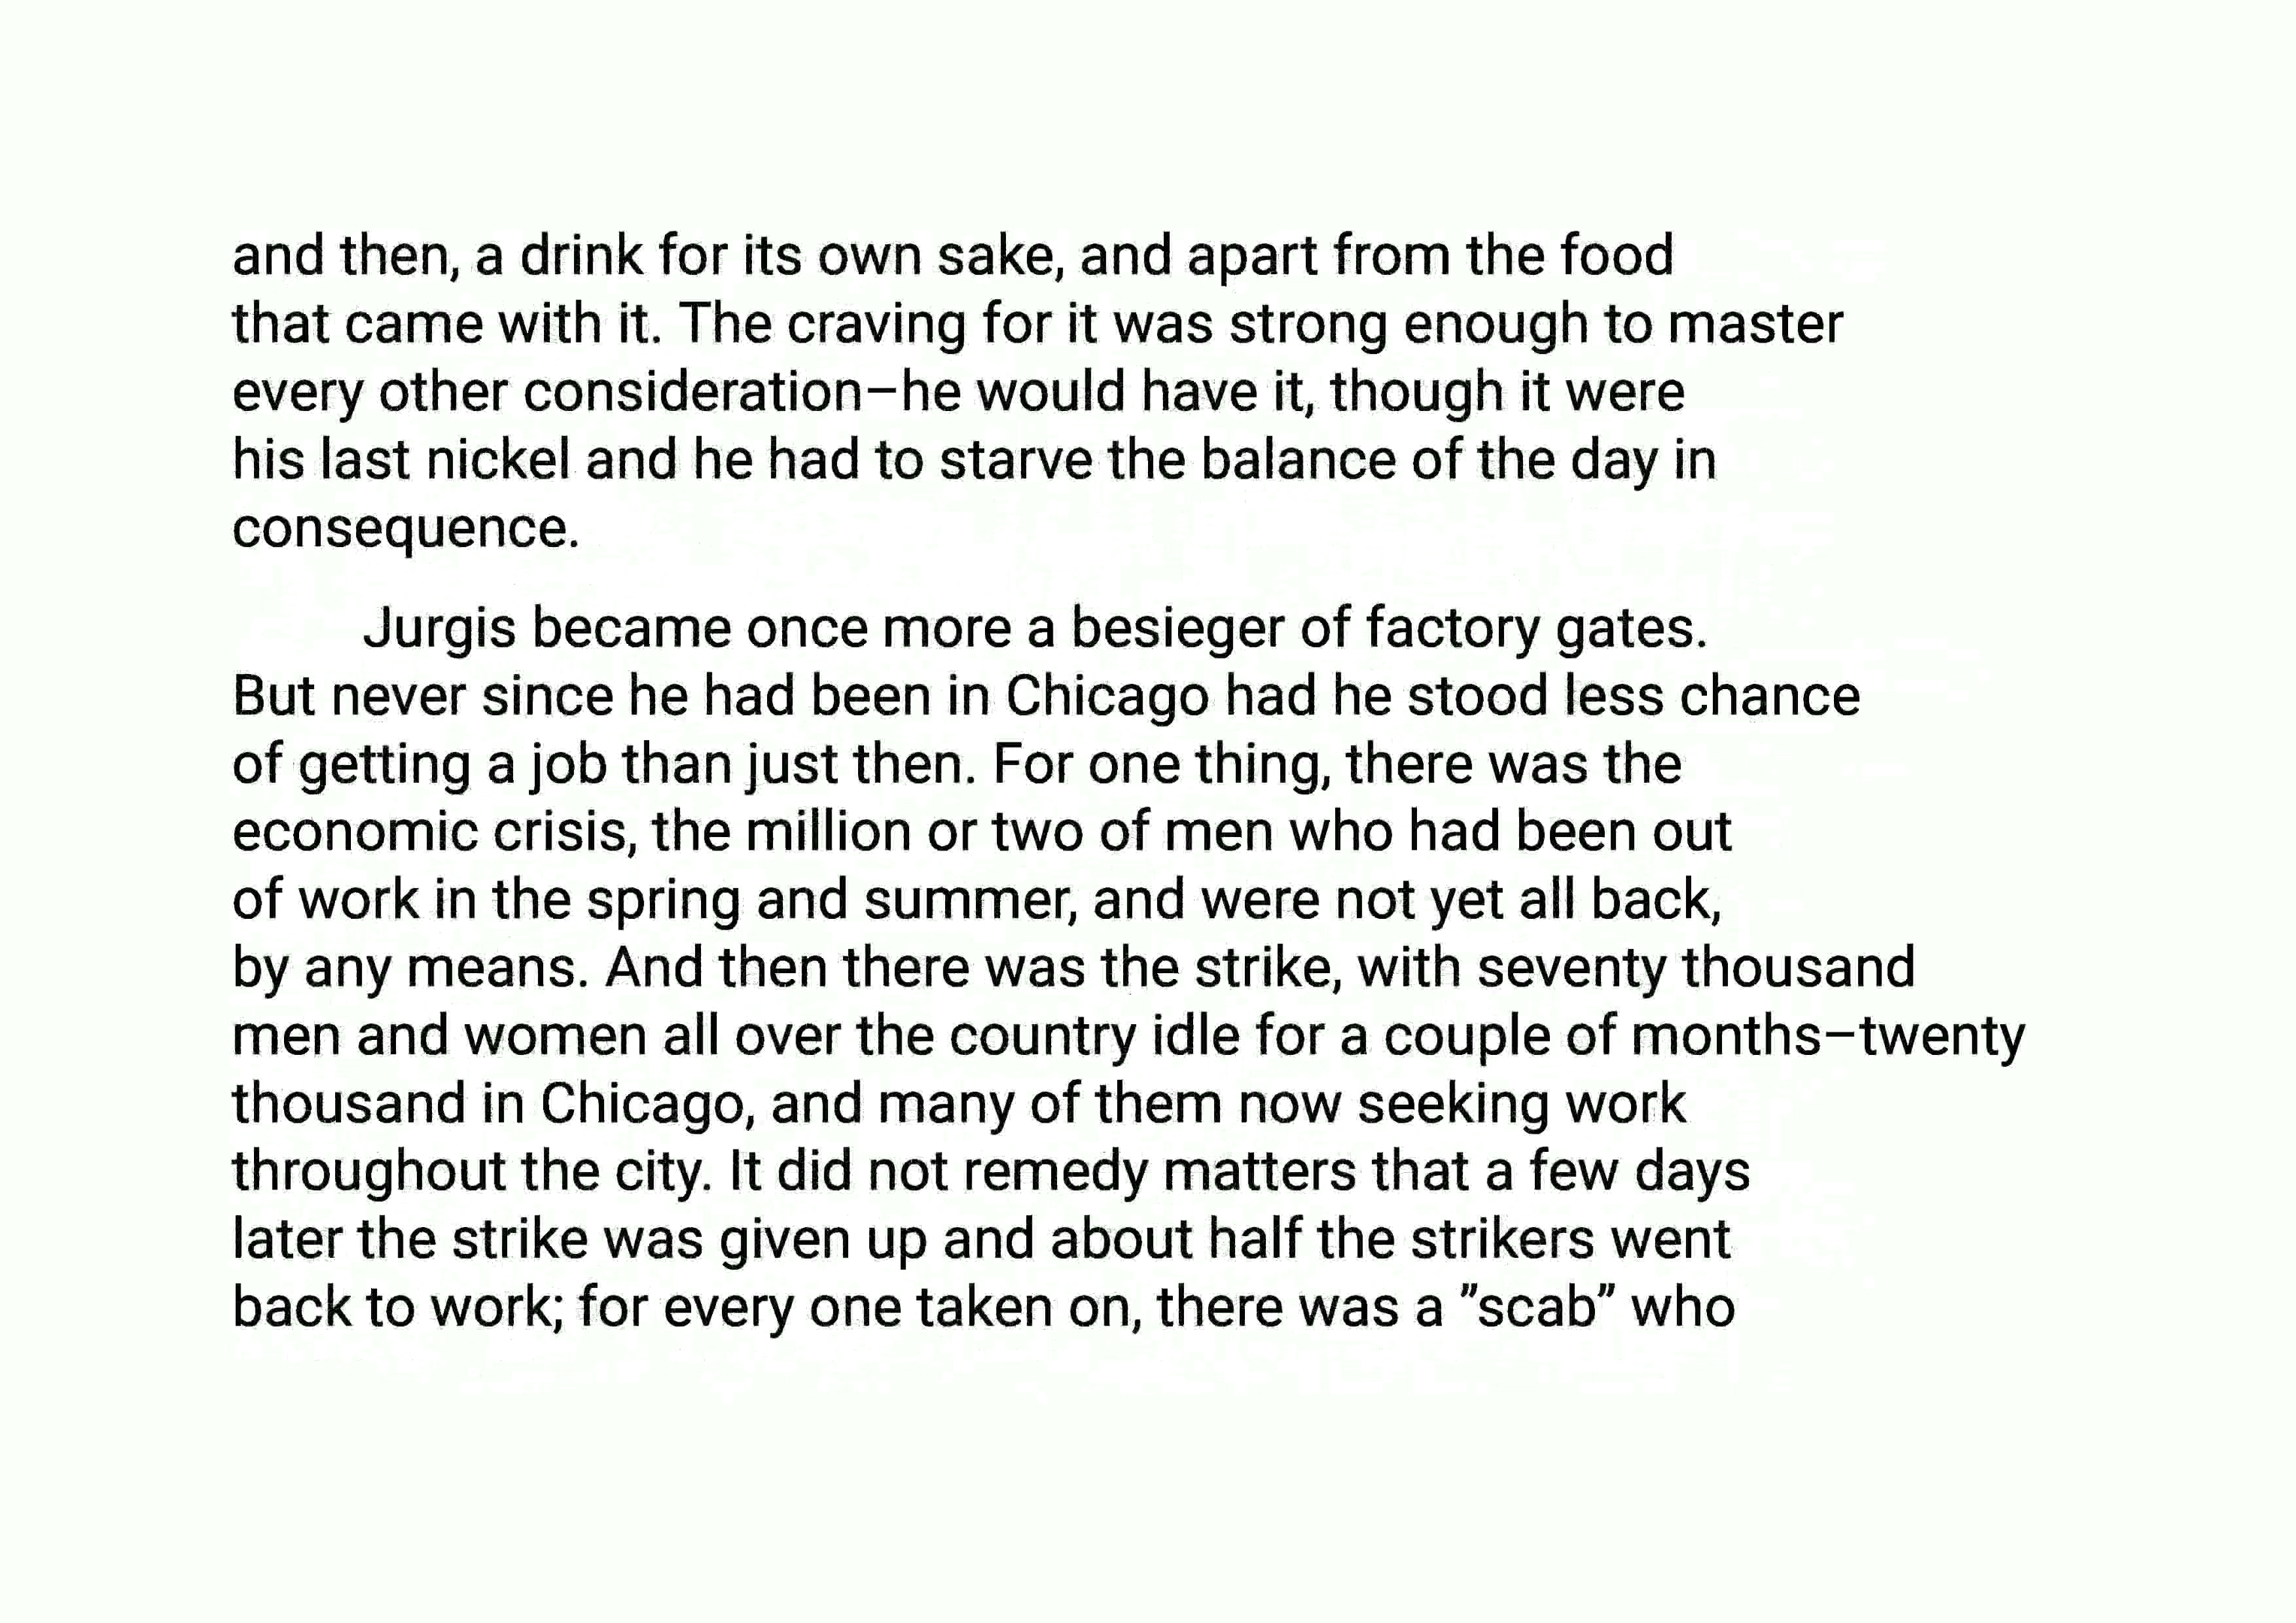 and then, a drink for its own sake, and apart from the food
that came with it. The craving for it was strong enough to master
every other consideration–he would have it, though it were
his last nickel and he had to starve the balance of the day in
consequence.
Jurgis became once more a besieger of factory gates.
But never since he had been in Chicago had he stood less chance
of getting a job than just then. For one thing, there was the
economic crisis, the million or two of men who had been out
of work in the spring and summer, and were not yet all back,
by any means. And then there was the strike, with seventy thousand
men and women all over the country idle for a couple of months–twenty
thousand in Chicago, and many of them now seeking work
throughout the city. It did not remedy matters that a few days
later the strike was given up and about half the strikers went
back to work; for every one taken on, there was a ”scab” who